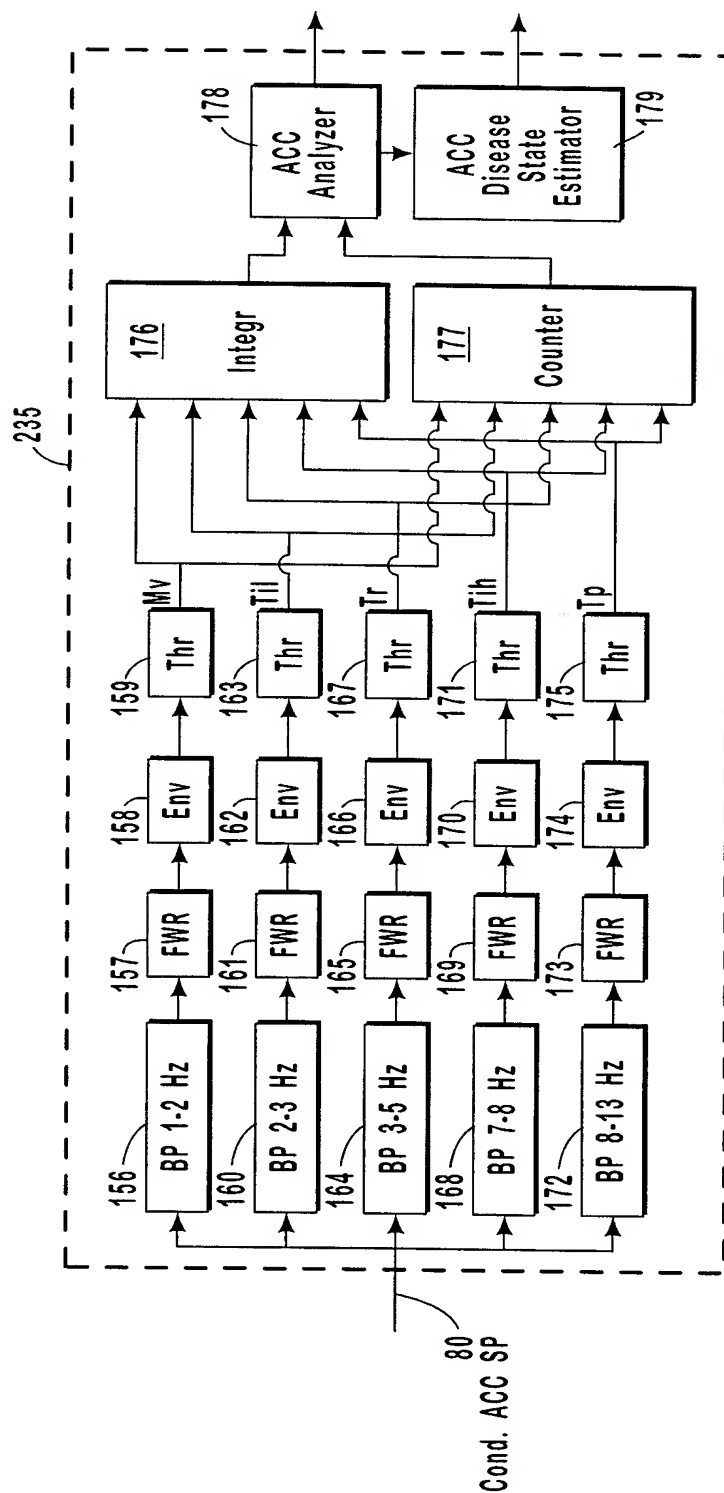 235
80
Cond. ACC SP
156
BP 1-2 Hz
157
FWR
158
Env
159
Thr
Mv
160
BP 2-3 Hz
161
FWR
162
Env
163
Thr
Til
164
BP 3-5 Hz
165
FWR
166
Env
167
Thr
Tr
168
BP 7-8 Hz
169
FWR
170
Env
171
Thr
Tih
172
BP 8-13 Hz
173
FWR
174
Env
175
Thr
Tp
176
Integr
177
Counter
178
ACC
Analyzer
ACC
Disease
State
Estimator
179